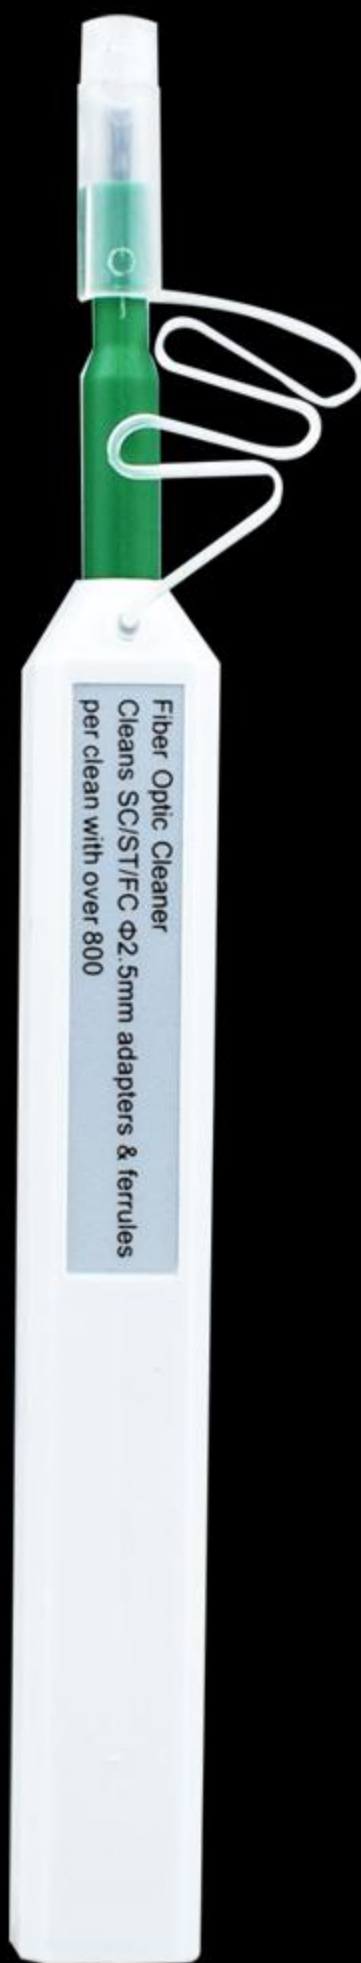 Fiber Optic Cleaner
Cleans SC/ST/FC Φ2.5mm adapters & ferrules
per clean with over 800